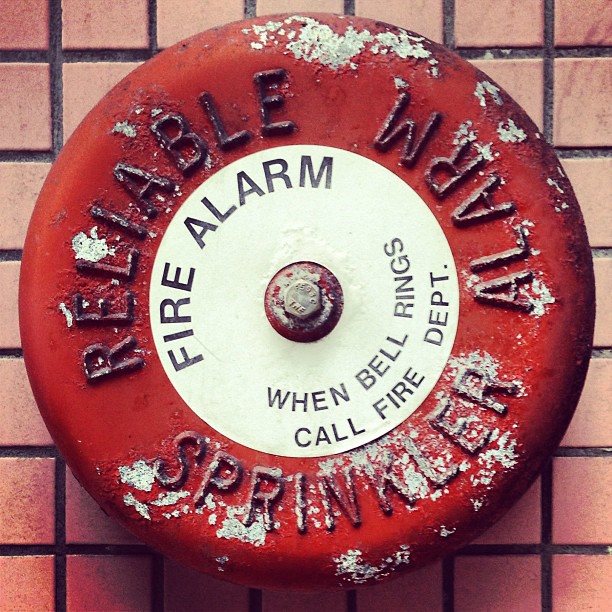 RELIABLE
ALARM
SPRINKLER
FIRE ALARM
WHEN BELL RINGS
CALL FIRE DEPT.